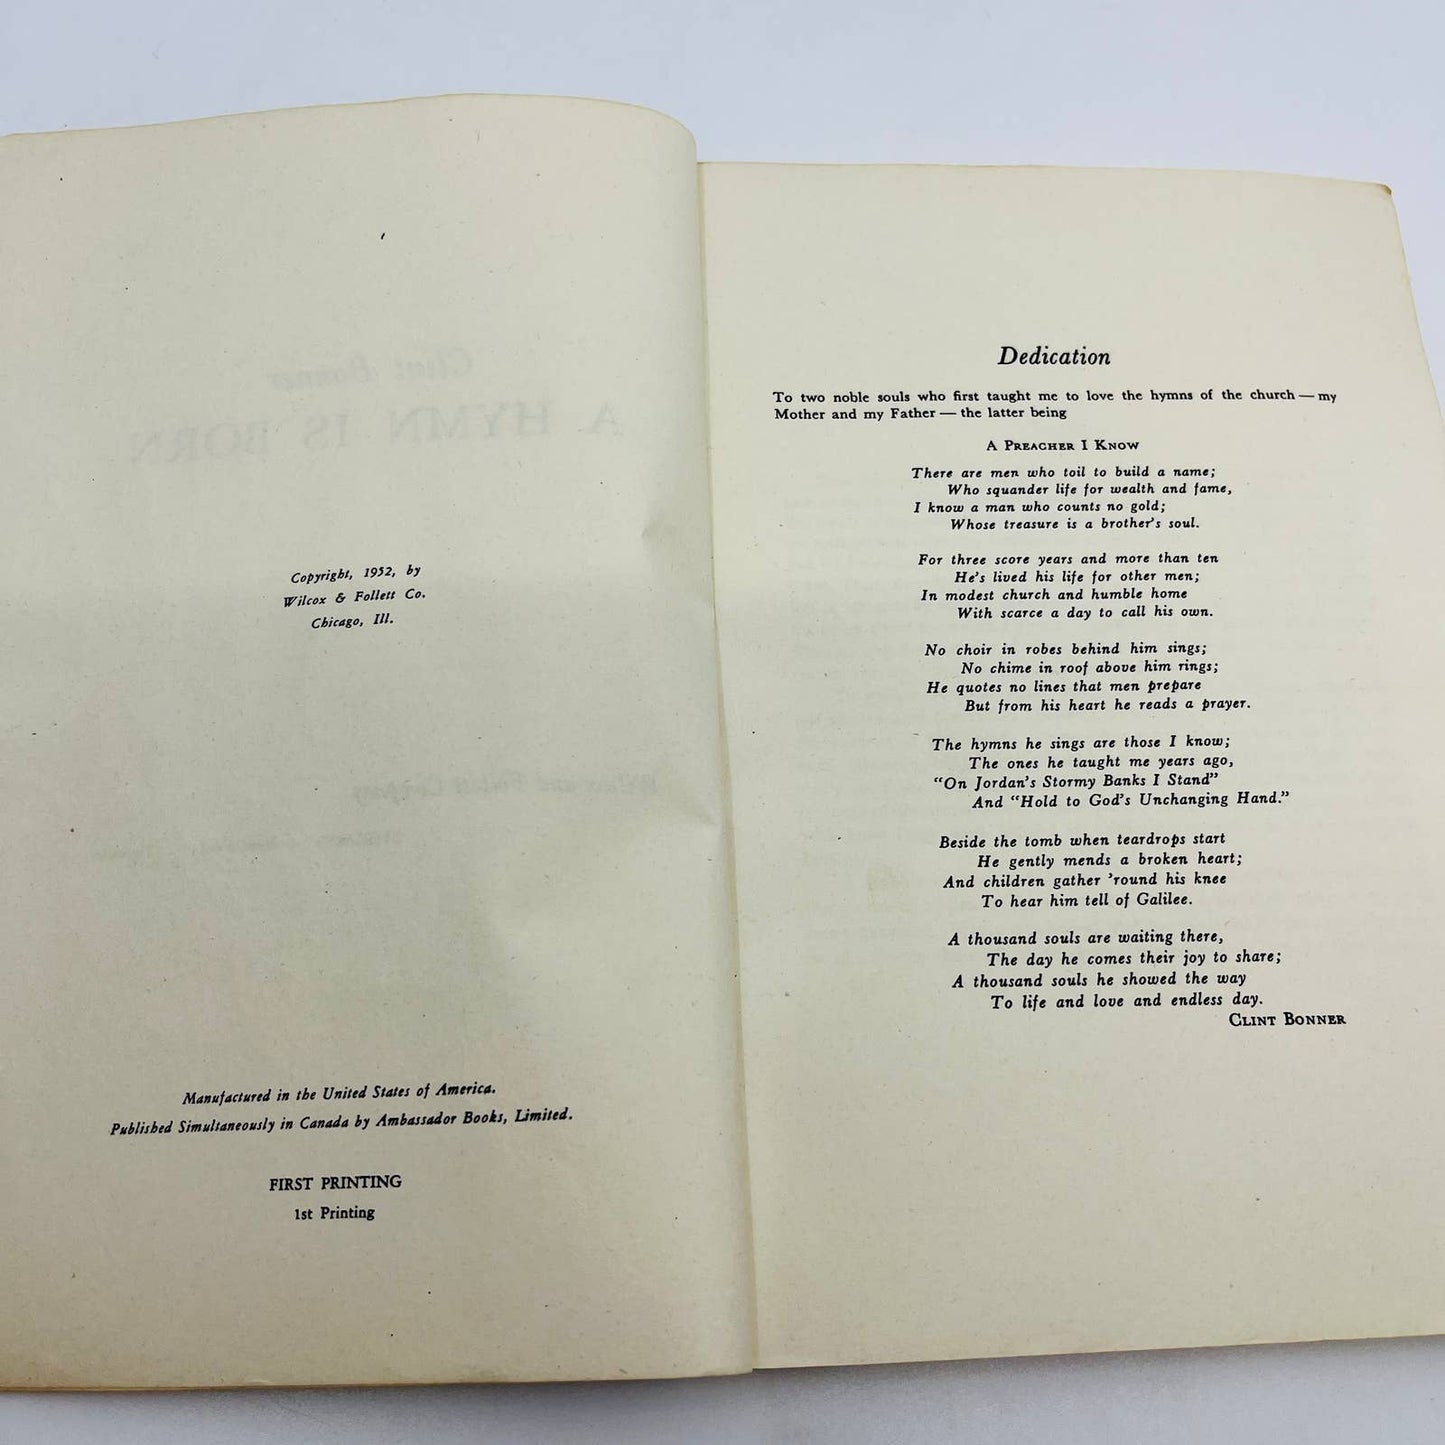 Copyright, 1952, by
Wilcox & Follett Co.
Chicago, Ill.
Manufactured in the United States of America.
Published Simultaneously in Canada by Ambassador Books, Limited.
FIRST PRINTING
1st Printing
Dedication
To two noble souls who first taught me to love the hymns of the church — my
Mother and my Father — the latter being
A PREACHER I KNOW
There are men who toil to build a name;
Who squander life for wealth and fame,
I know a man who counts no gold;
Whose treasure is a brother's soul.
For three score years and more than ten
He's lived his life for other men;
In modest church and humble home
With scarce a day to call his own.
No choir in robes behind him sings;
No chime in roof above him rings;
He quotes no lines that men prepare
But from his heart he reads a prayer.
The hymns he sings are those I know;
The ones he taught me years ago,
"On Jordan's Stormy Banks I Stand"
And "Hold to God's Unchanging Hand."
Beside the tomb when teardrops start
He gently mends a broken heart;
And children gather 'round his knee
To hear him tell of Galilee.
A thousand souls are waiting there,
The day he comes their joy to share;
A thousand souls he showed the way
To life and love and endless day.
CLINT BONNER